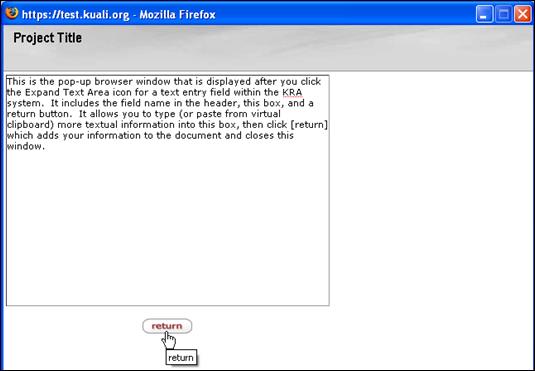 https://test.kuali.org - Mozilla Firefox
Project Title
This is the pop-up browser window that is displayed after you click
the Expand Text Area icon for a text entry field within the KRA
system.  It includes the field name in the header, this box, and a
return button.  It allows you to type (or paste from virtual
clipboard) more textual information into this box, then click [return]
which adds your information to the document and closes this
window.
return
return